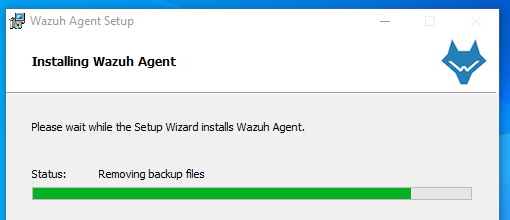 Wazuh Agent Setup
Installing Wazuh Agent
Please wait while the Setup Wizard installs Wazuh Agent.
Status: Removing backup files